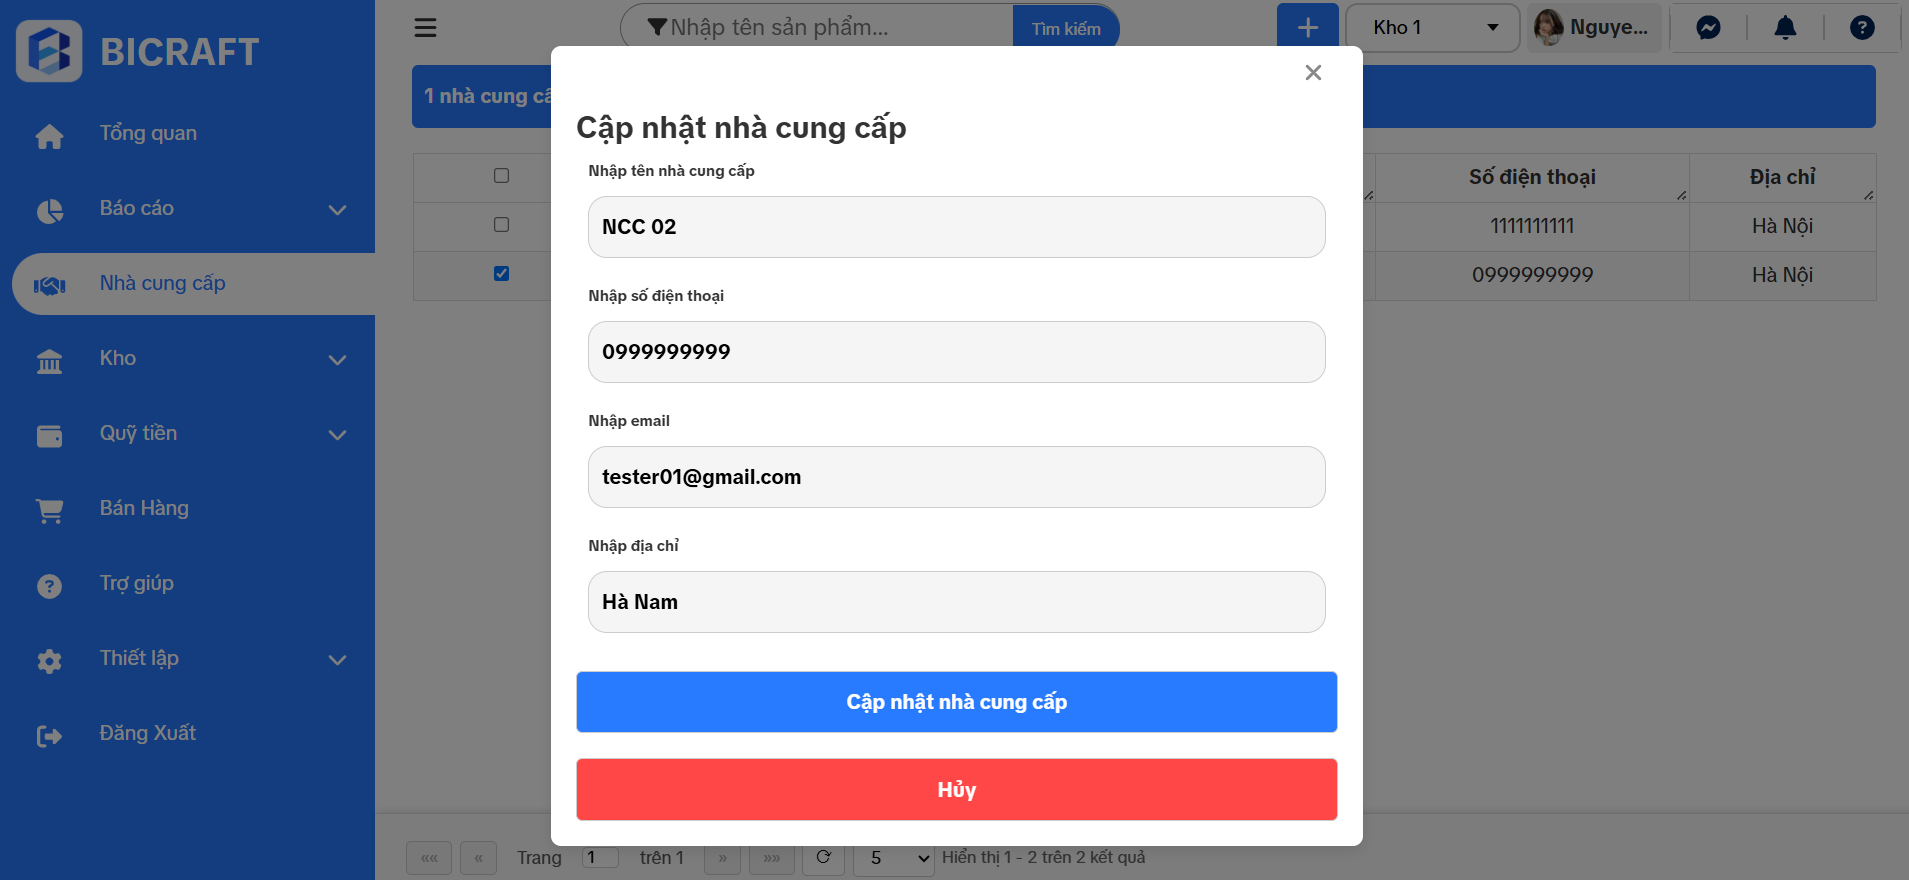 BICRAFT
Tổng quan
Báo cáo
Nhà cung cấp
Kho
Quỹ tiền
Bán Hàng
Trợ giúp
Thiết lập
Đăng Xuất
Nhập tên sản phẩm...
Tìm kiếm
Kho 1
Nguye...
1 nhà cung
Số điện thoại
Địa chỉ
1111111111
Hà Nội
0999999999
Hà Nội
Cập nhật nhà cung cấp
Nhập tên nhà cung cấp
NCC 02
Nhập số điện thoại
0999999999
Nhập email
tester01@gmail.com
Nhập địa chỉ
Hà Nam
Cập nhật nhà cung cấp
Hủy
«« « Trang 1 trên 1 » »» 5 Hiển thị 1 - 2 trên 2 kết quả